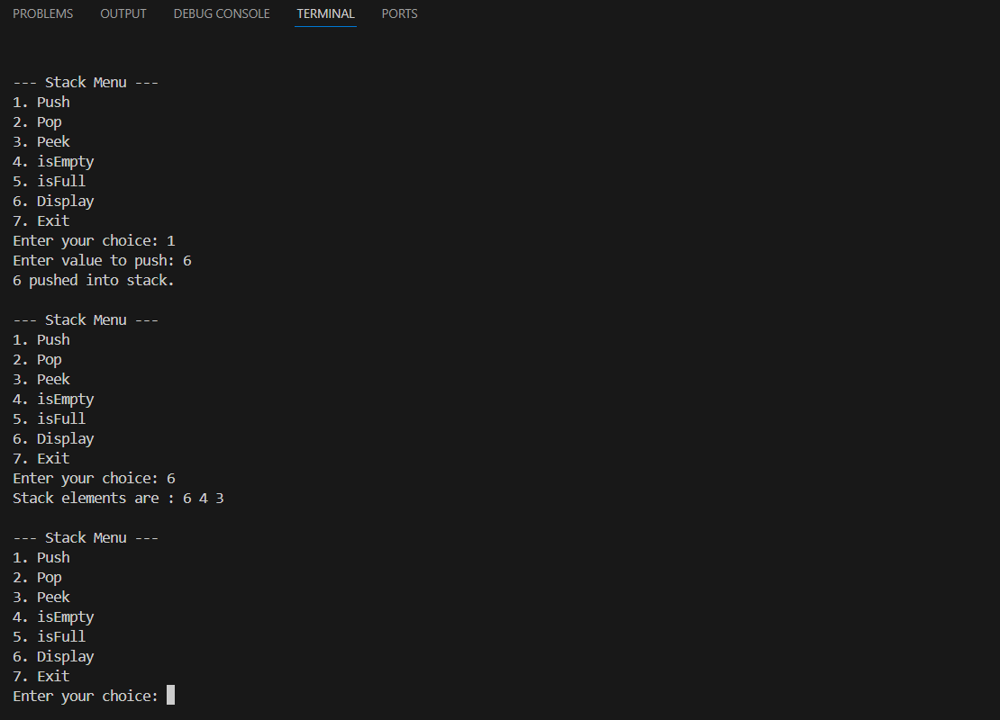 PROBLEMS OUTPUT DEBUG CONSOLE TERMINAL PORTS
--- Stack Menu ---
1. Push
2. Pop
3. Peek
4. isEmpty
5. isFull
6. Display
7. Exit
Enter your choice: 1
Enter value to push: 6
6 pushed into stack.
--- Stack Menu ---
1. Push
2. Pop
3. Peek
4. isEmpty
5. isFull
6. Display
7. Exit
Enter your choice: 6
Stack elements are : 6 4 3
--- Stack Menu ---
1. Push
2. Pop
3. Peek
4. isEmpty
5. isFull
6. Display
7. Exit
Enter your choice: